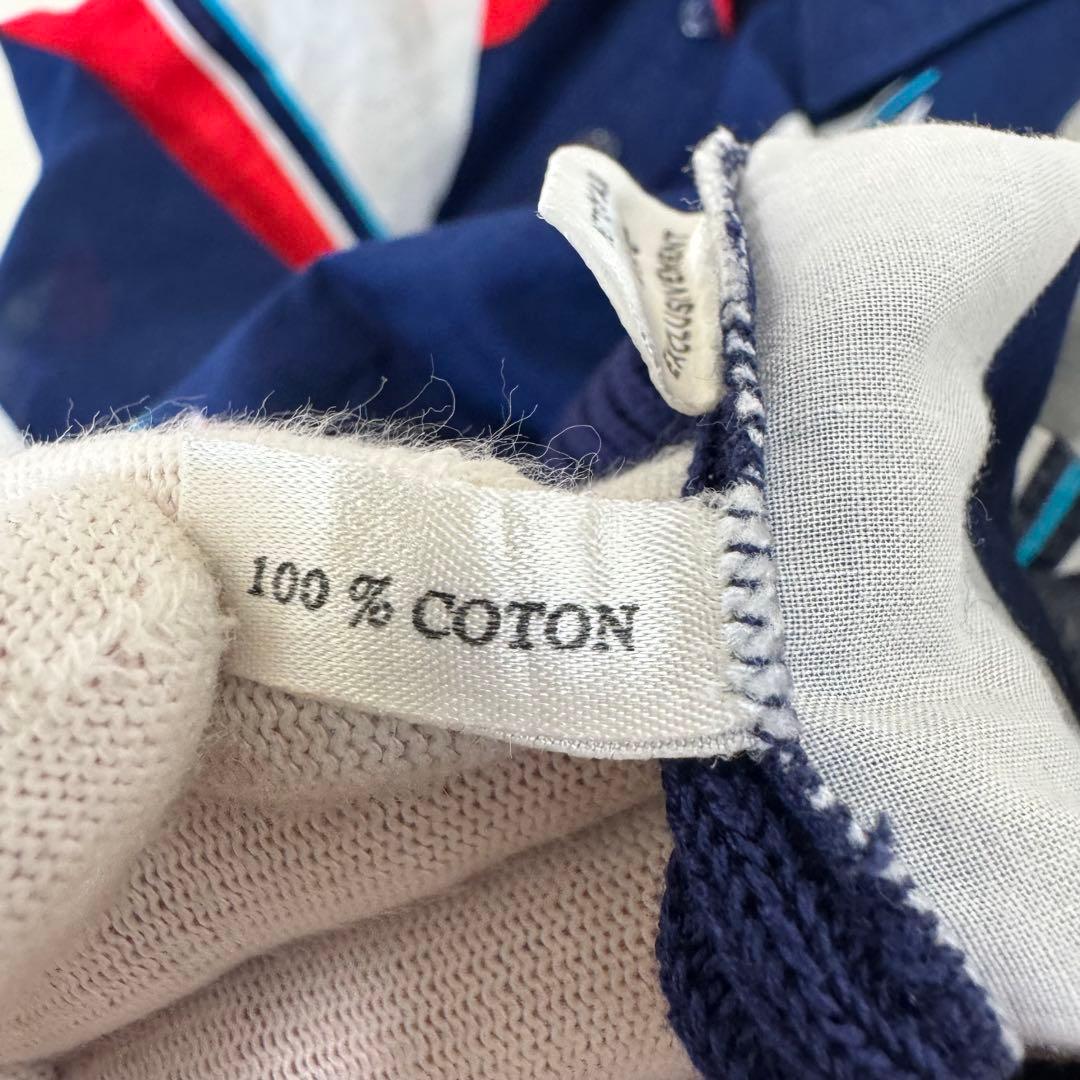 EXCLUSIVEMENT
100 % COTON